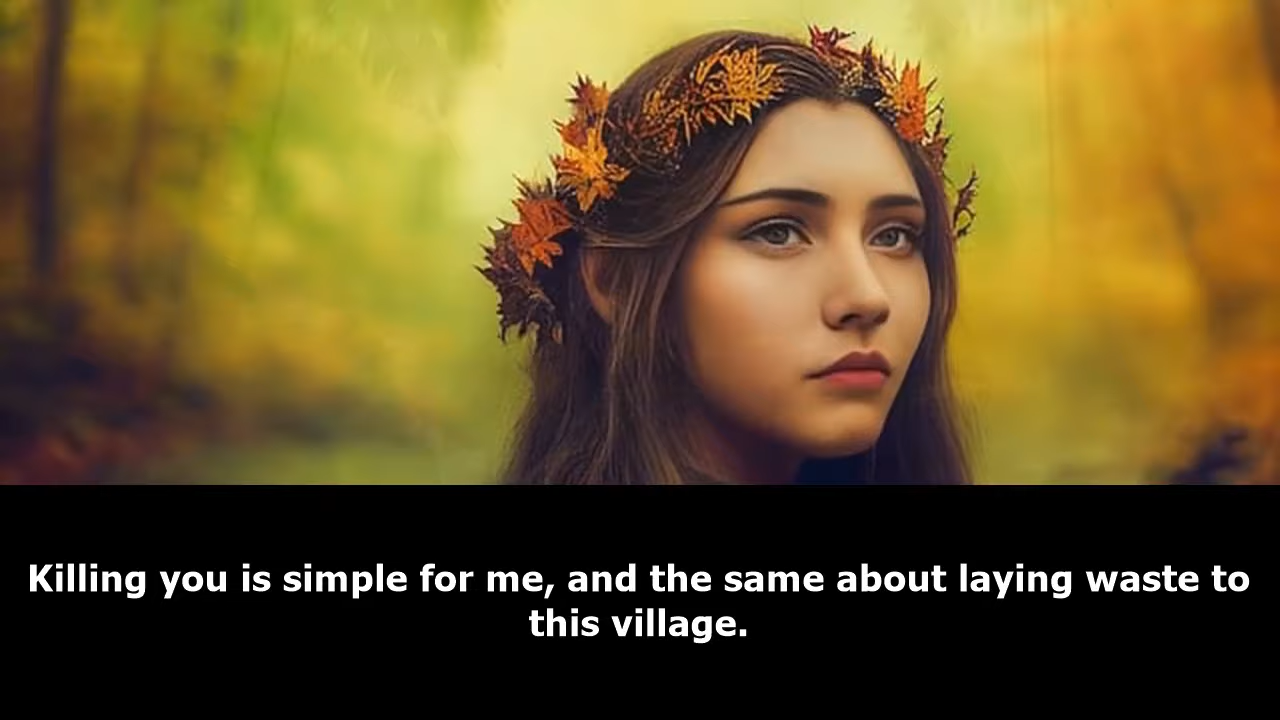 Killing you is simple for me, and the same about laying waste to
this village.